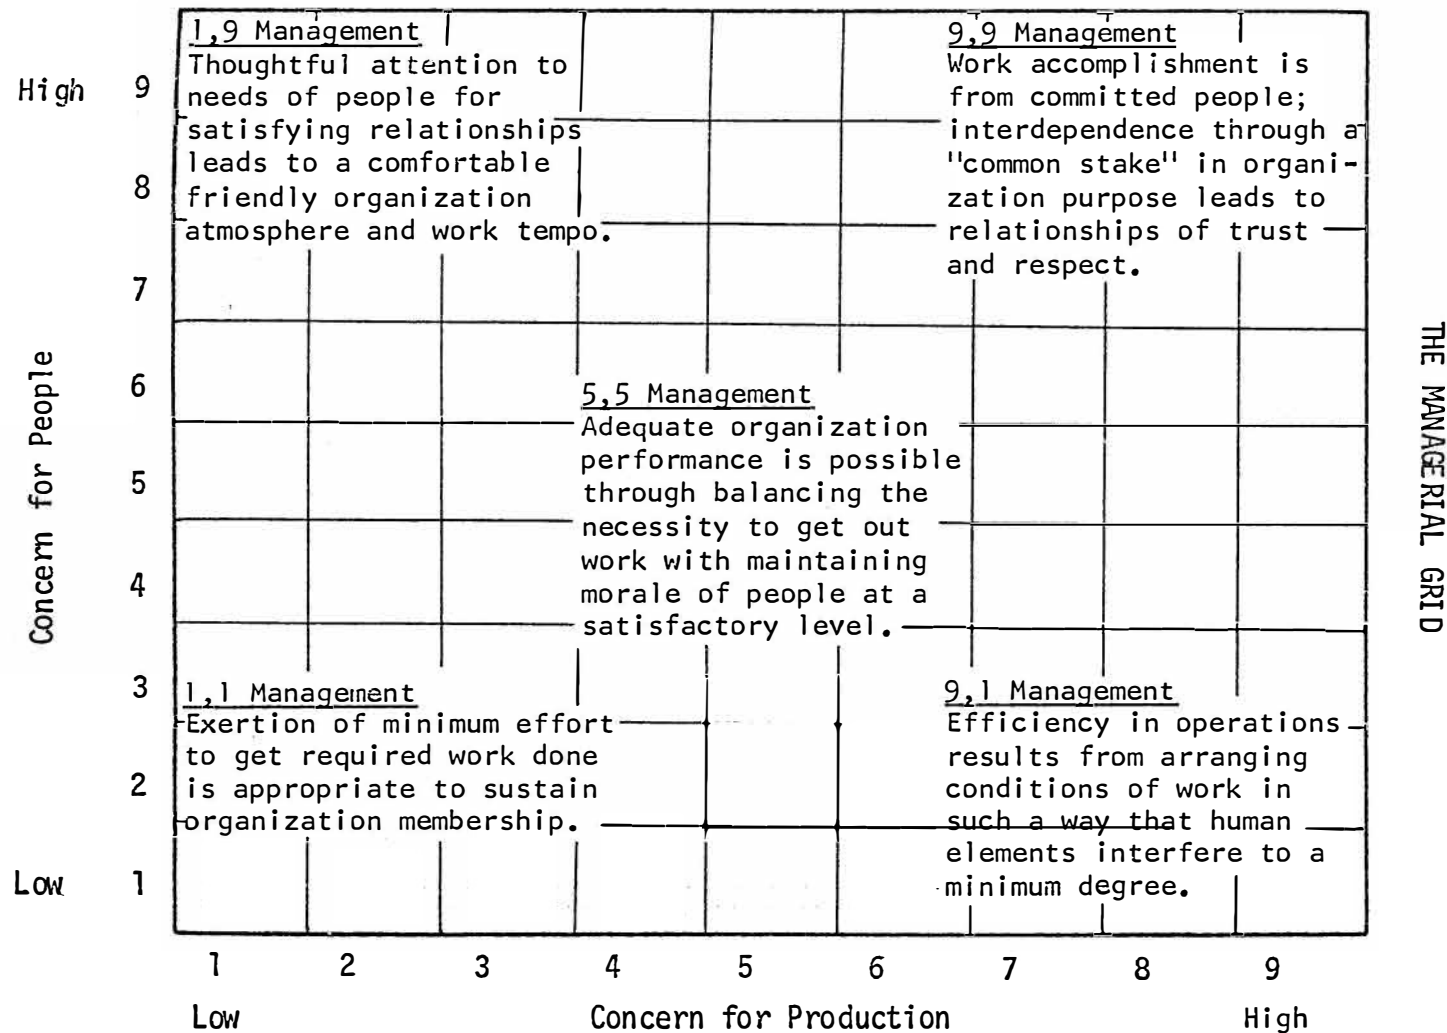 1,9 Management
Thoughtful attention to
needs of people for
satisfying relationships
leads to a comfortable
friendly organization
atmosphere and work tempo.
9,9 Management
Work accomplishment is
from committed people;
interdependence through a
"common stake" in organi-
zation purpose leads to
relationships of trust
and respect.
5,5 Management
Adequate organization
performance is possible
through balancing the
necessity to get out
work with maintaining
morale of people at a
satisfactory level.
1,1 Management
Exertion of minimum effort
to get required work done
is appropriate to sustain
organization membership.
9,1 Management
Efficiency in operations
results from arranging
conditions of work in
such a way that human
elements interfere to a
minimum degree.
High 9
8
7
6
5
4
3
2
Low 1
Concern for People
1 2 3 4 5 6 7 8 9
Low Concern for Production High
THE MANAGERIAL GRID